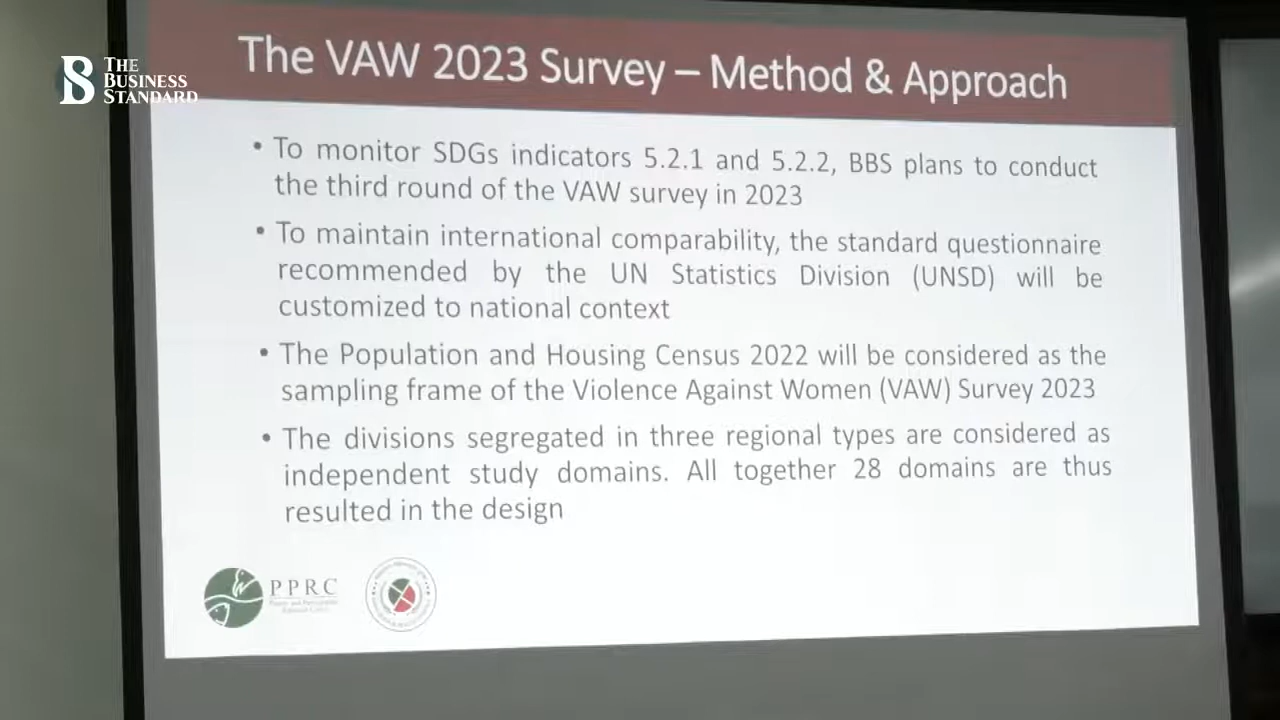 THE
BUSINESS
STANDARD
The VAW 2023 Survey – Method & Approach
• To monitor SDGs indicators 5.2.1 and 5.2.2, BBS plans to conduct
the third round of the VAW survey in 2023
• To maintain international comparability, the standard questionnaire
recommended by the UN Statistics Division (UNSD) will be
customized to national context
• The Population and Housing Census 2022 will be considered as the
sampling frame of the Violence Against Women (VAW) Survey 2023
• The divisions segregated in three regional types are considered as
independent study domains. All together 28 domains are thus
resulted in the design
PPRC